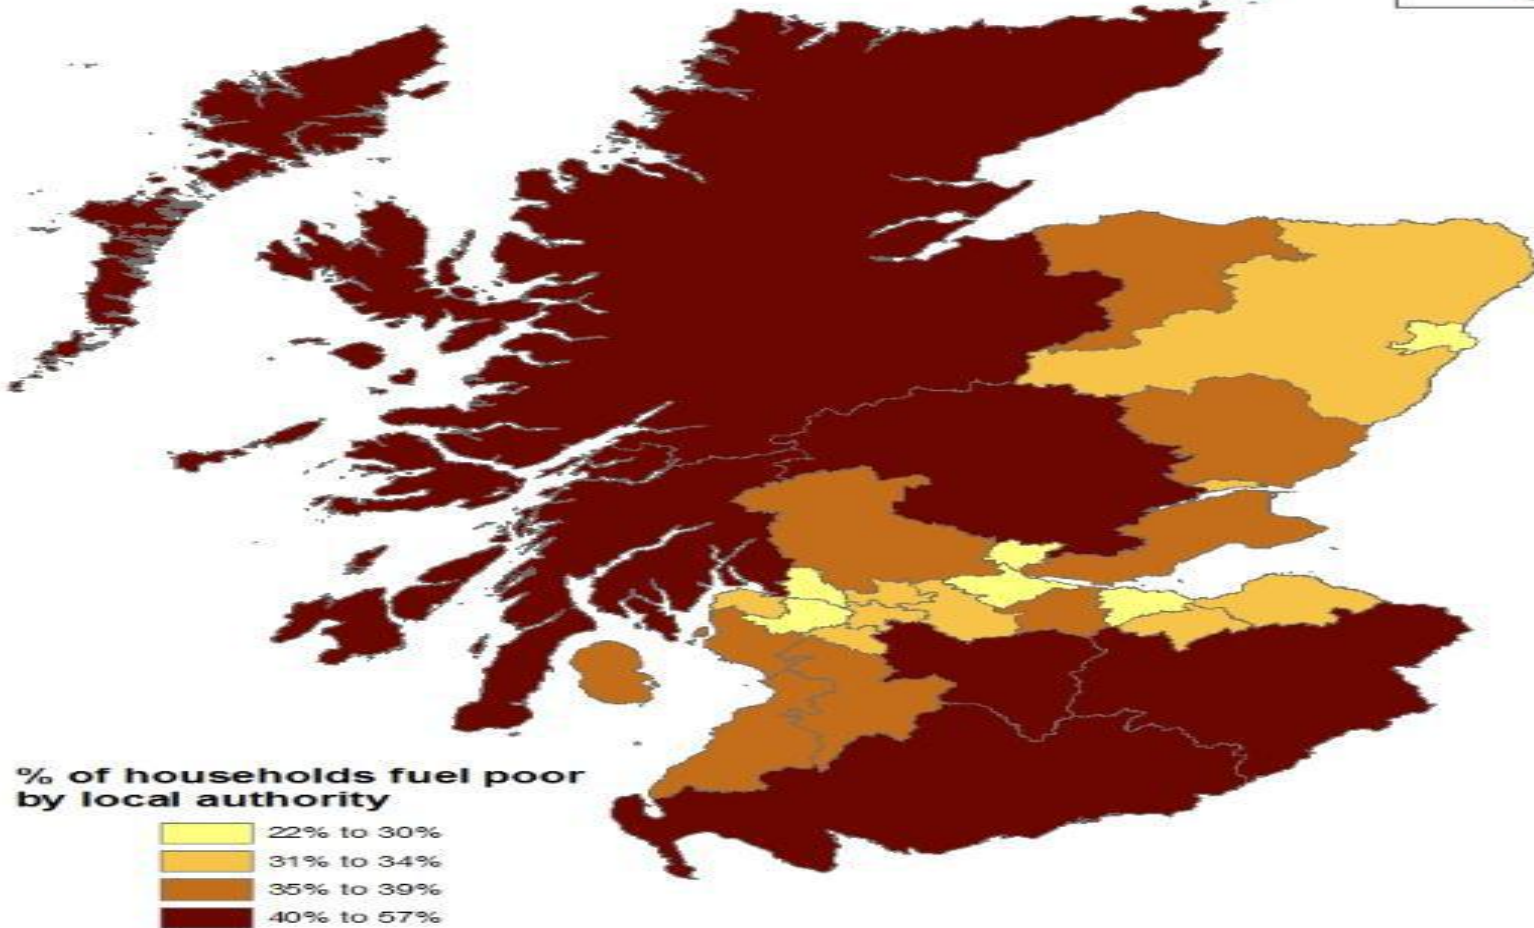 % of households fuel poor
by local authority
22% to 30%
31% to 34%
35% to 39%
40% to 57%